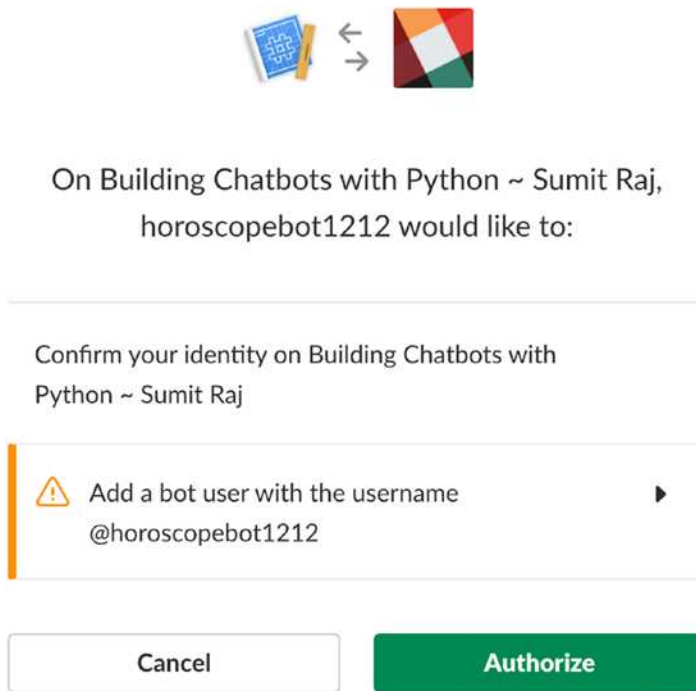 On Building Chatbots with Python ~ Sumit Raj,
horoscopebot1212 would like to:
Confirm your identity on Building Chatbots with
Python ~ Sumit Raj
Add a bot user with the username
@horoscopebot1212
Cancel
Authorize